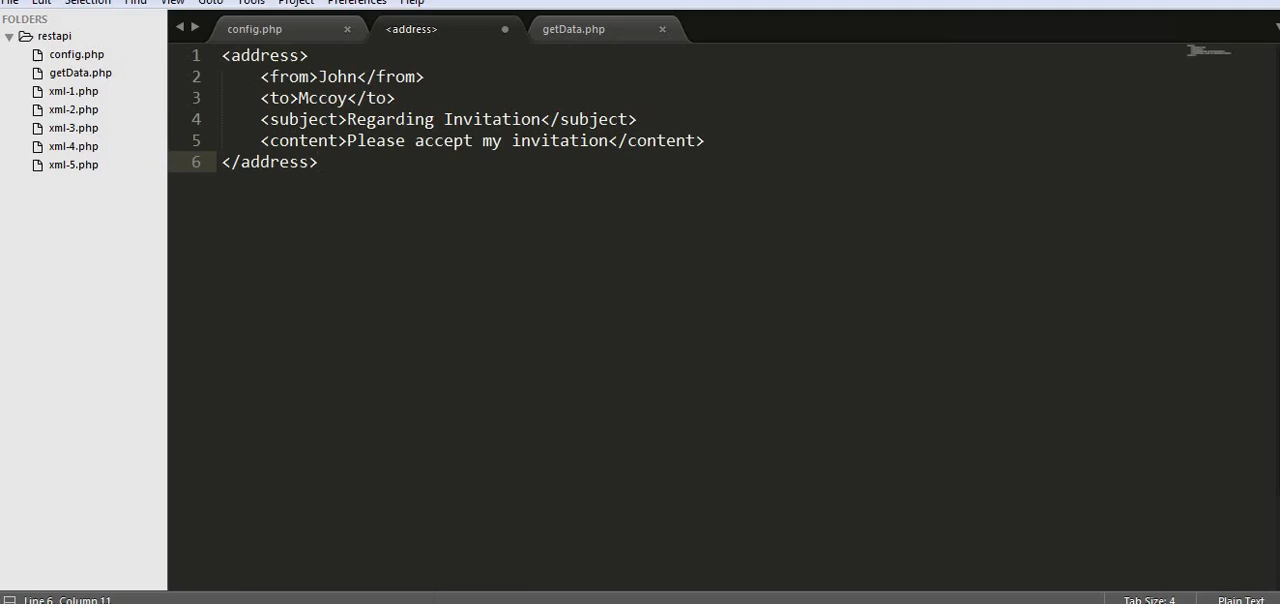 File Edit Selection Find View Goto Tools Project Preferences Help
FOLDERS
restapi
config.php
getData.php
xml-1.php
xml-2.php
xml-3.php
xml-4.php
xml-5.php
config.php × <address> getData.php ×
1 <address>
2 <from>John</from>
3 <to>Mccoy</to>
4 <subject>Regarding Invitation</subject>
5 <content>Please accept my invitation</content>
6 </address>
Line 6, Column 11 Tab Size: 4 Plain Text